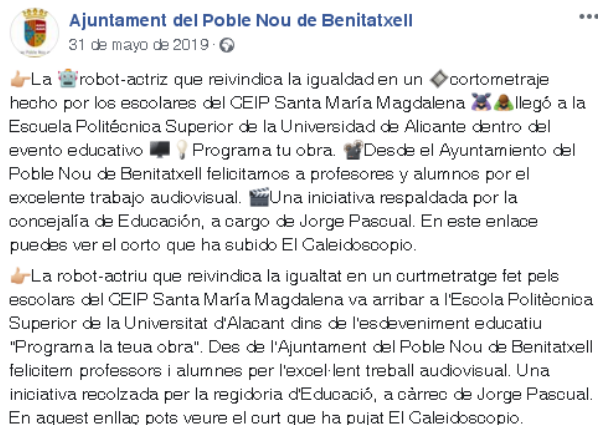 Ajuntament del Poble Nou de Benitatxell
31 de mayo de 2019 ·
👉La 🤖robot-actriz que reivindica la igualdad en un 🔷cortometraje
hecho por los escolares del CEIP Santa María Magdalena llegó a la
Escuela Politécnica Superior de la Universidad de Alicante dentro del
evento educativo 🖥️💡Programa tu obra. 📽️Desde el Ayuntamiento del
Poble Nou de Benitatxell felicitamos a profesores y alumnos por el
excelente trabajo audiovisual. 🎬Una iniciativa respaldada por la
concejalía de Educación, a cargo de Jorge Pascual. En este enlace
puedes ver el corto que ha subido El Caleidoscopio.
👉La robot-actriu que reivindica la igualtat en un curtmetratge fet pels
escolars del CEIP Santa María Magdalena va arribar a l'Escola Politècnica
Superior de la Universitat d'Alacant dins de l'esdeveniment educatiu
"Programa la teua obra". Des de l'Ajuntament del Poble Nou de Benitatxell
felicitem professors i alumnes per l'excel·lent treball audiovisual. Una
iniciativa recolzada per la regidoria d'Educació, a càrrec de Jorge Pascual.
En aquest enllaç pots veure el curt que ha pujat El Caleidoscopio.